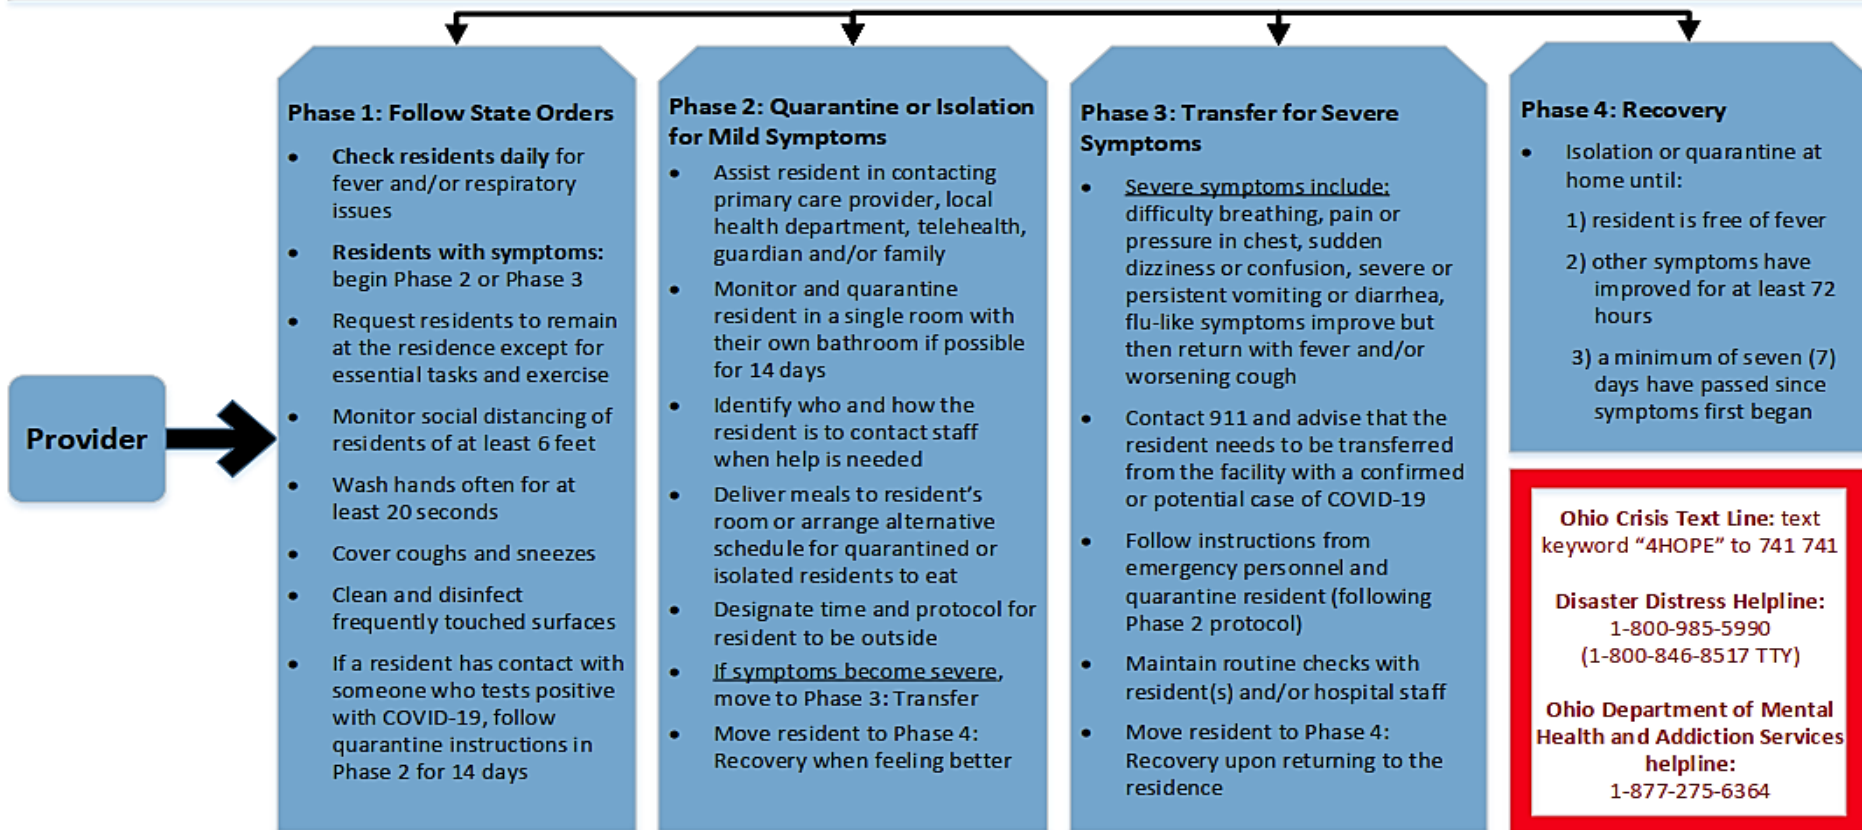 Provider
Phase 1: Follow State Orders
• Check residents daily for
fever and/or respiratory
issues
• Residents with symptoms:
begin Phase 2 or Phase 3
• Request residents to remain
at the residence except for
essential tasks and exercise
• Monitor social distancing of
residents of at least 6 feet
• Wash hands often for at
least 20 seconds
• Cover coughs and sneezes
• Clean and disinfect
frequently touched surfaces
• If a resident has contact with
someone who tests positive
with COVID-19, follow
quarantine instructions in
Phase 2 for 14 days
Phase 2: Quarantine or Isolation
for Mild Symptoms
• Assist resident in contacting
primary care provider, local
health department, telehealth,
guardian and/or family
• Monitor and quarantine
resident in a single room with
their own bathroom if possible
for 14 days
• Identify who and how the
resident is to contact staff
when help is needed
• Deliver meals to resident's
room or arrange alternative
schedule for quarantined or
isolated residents to eat
• Designate time and protocol for
resident to be outside
• If symptoms become severe,
move to Phase 3: Transfer
• Move resident to Phase 4:
Recovery when feeling better
Phase 3: Transfer for Severe
Symptoms
• Severe symptoms include:
difficulty breathing, pain or
pressure in chest, sudden
dizziness or confusion, severe or
persistent vomiting or diarrhea,
flu-like symptoms improve but
then return with fever and/or
worsening cough
• Contact 911 and advise that the
resident needs to be transferred
from the facility with a confirmed
or potential case of COVID-19
• Follow instructions from
emergency personnel and
quarantine resident (following
Phase 2 protocol)
• Maintain routine checks with
resident(s) and/or hospital staff
• Move resident to Phase 4:
Recovery upon returning to the
residence
Phase 4: Recovery
• Isolation or quarantine at
home until:
1) resident is free of fever
2) other symptoms have
improved for at least 72
hours
3) a minimum of seven (7)
days have passed since
symptoms first began
Ohio Crisis Text Line: text
keyword "4HOPE" to 741 741
Disaster Distress Helpline:
1-800-985-5990
(1-800-846-8517 TTY)
Ohio Department of Mental
Health and Addiction Services
helpline:
1-877-275-6364